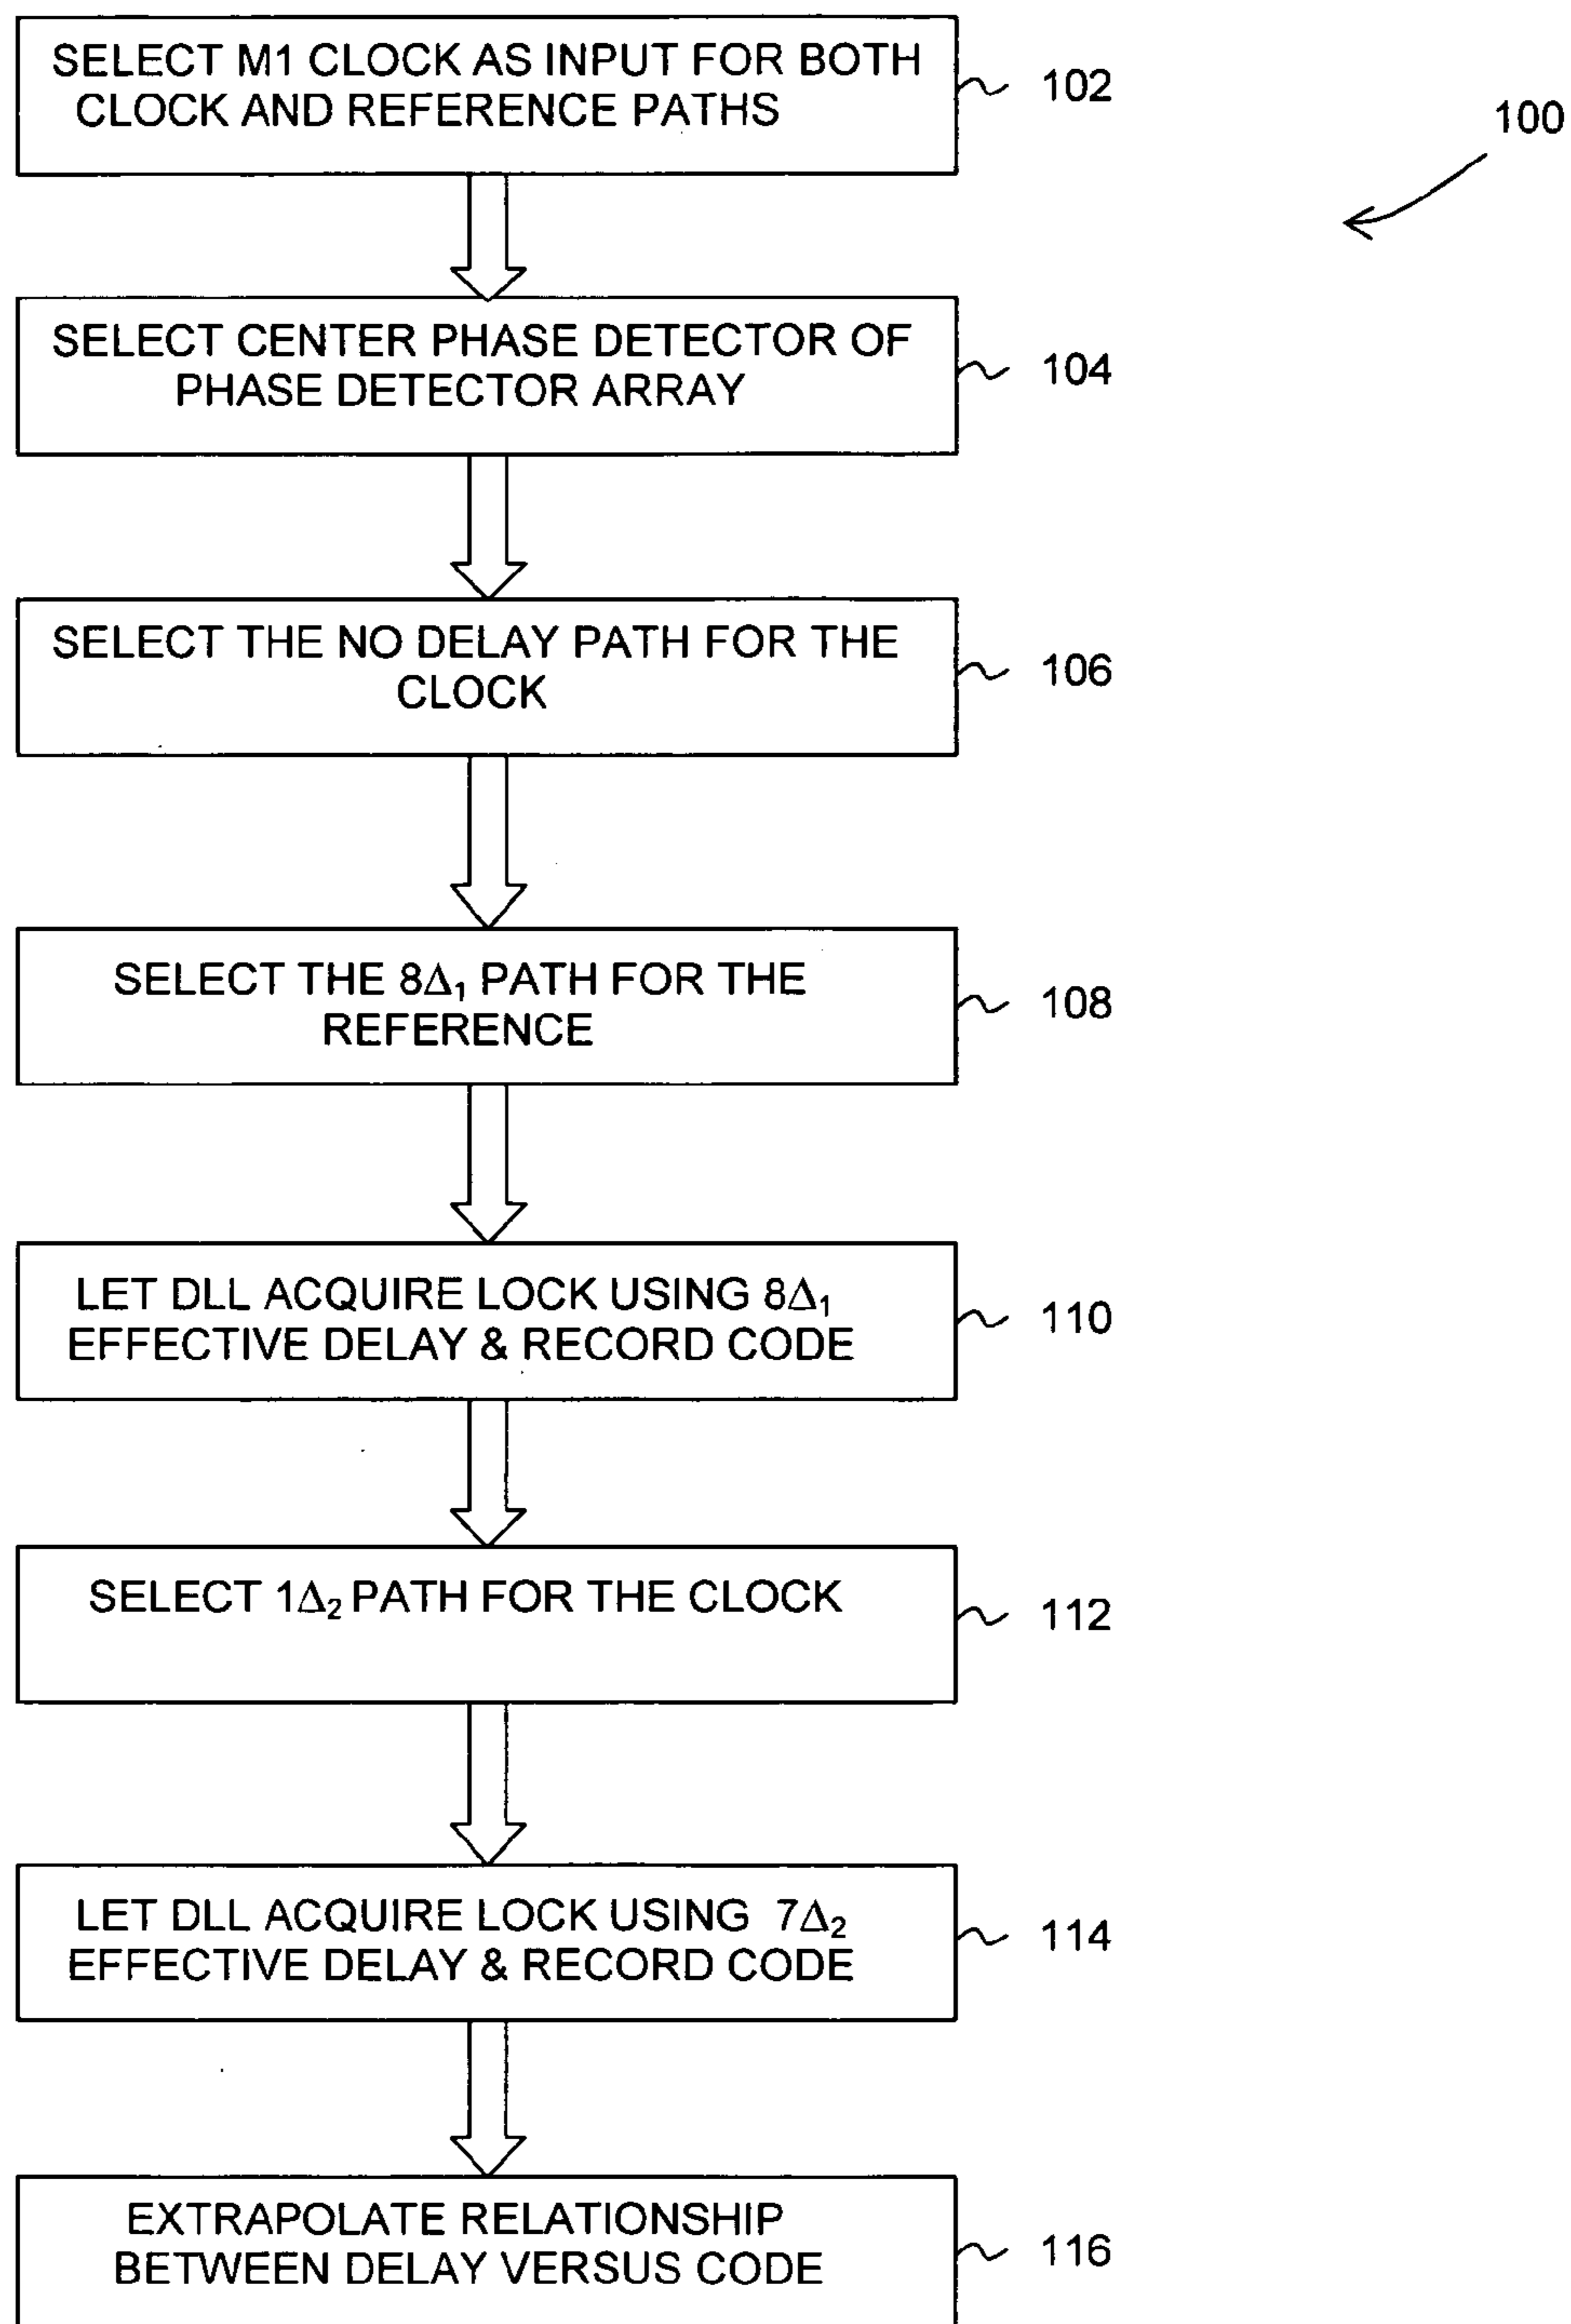 SELECT M1 CLOCK AS INPUT FOR BOTH
CLOCK AND REFERENCE PATHS
102
100
SELECT CENTER PHASE DETECTOR OF
PHASE DETECTOR ARRAY
104
SELECT THE NO DELAY PATH FOR THE
CLOCK
106
SELECT THE 8Δ₁ PATH FOR THE
REFERENCE
108
LET DLL ACQUIRE LOCK USING 8Δ₁
EFFECTIVE DELAY & RECORD CODE
110
SELECT 1Δ₂ PATH FOR THE CLOCK
112
LET DLL ACQUIRE LOCK USING 7Δ₂
EFFECTIVE DELAY & RECORD CODE
114
EXTRAPOLATE RELATIONSHIP
BETWEEN DELAY VERSUS CODE
116